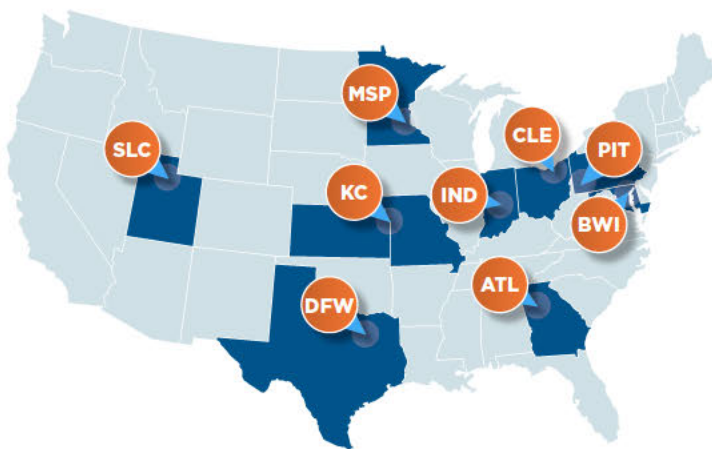 MSP
CLE
PIT
SLC
KC
IND
BWI
ATL
DFW